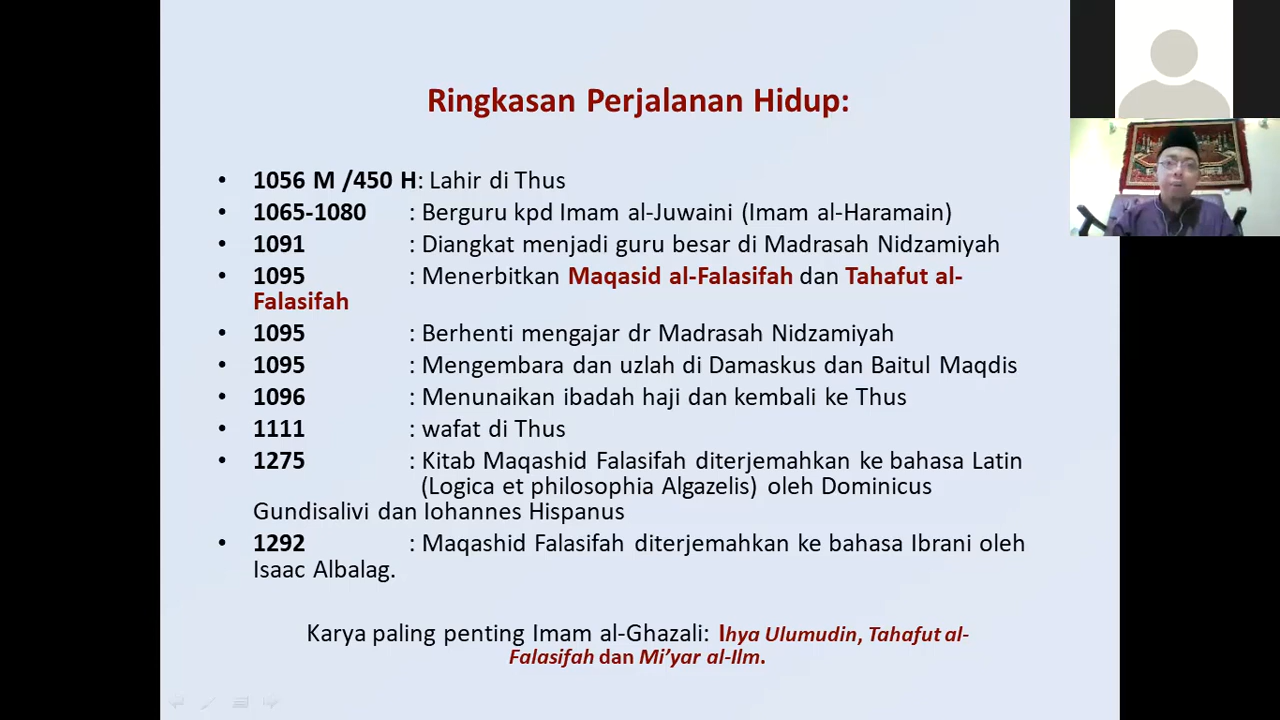 Ringkasan Perjalanan Hidup:
• 1056 M /450 H: Lahir di Thus
• 1065-1080 : Berguru kpd Imam al-Juwaini (Imam al-Haramain)
• 1091 : Diangkat menjadi guru besar di Madrasah Nidzamiyah
• 1095 : Menerbitkan Maqasid al-Falasifah dan Tahafut al-
Falasifah
• 1095 : Berhenti mengajar dr Madrasah Nidzamiyah
• 1095 : Mengembara dan uzlah di Damaskus dan Baitul Maqdis
• 1096 : Menunaikan ibadah haji dan kembali ke Thus
• 1111 : wafat di Thus
• 1275 : Kitab Maqashid Falasifah diterjemahkan ke bahasa Latin
(Logica et philosophia Algazelis) oleh Dominicus
Gundisalivi dan Iohannes Hispanus
• 1292 : Maqashid Falasifah diterjemahkan ke bahasa Ibrani oleh
Isaac Albalag.
Karya paling penting Imam al-Ghazali: Ihya Ulumudin, Tahafut al-
Falasifah dan Mi’yar al-Ilm.